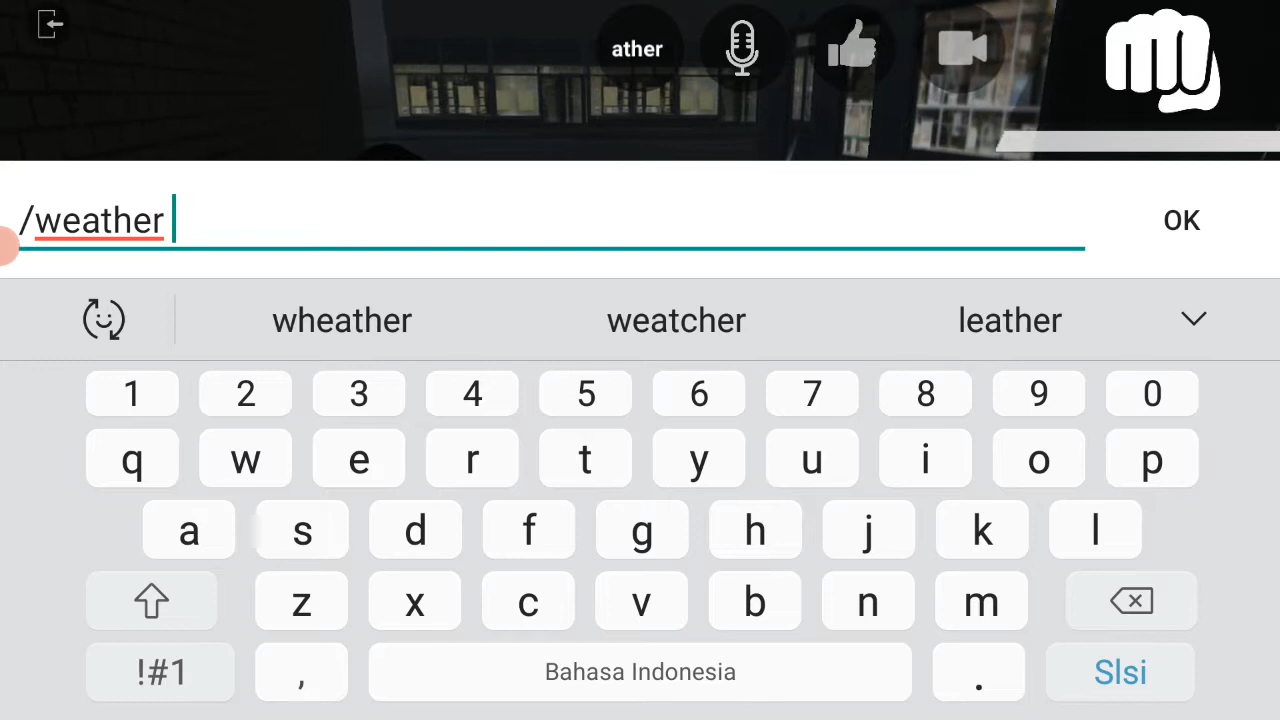 ather
/weather
OK
wheather weatcher leather
1 2 3 4 5 6 7 8 9 0
q w e r t y u i o p
a s d f g h j k l
z x c v b n m
!#1 , Bahasa Indonesia . Slsi